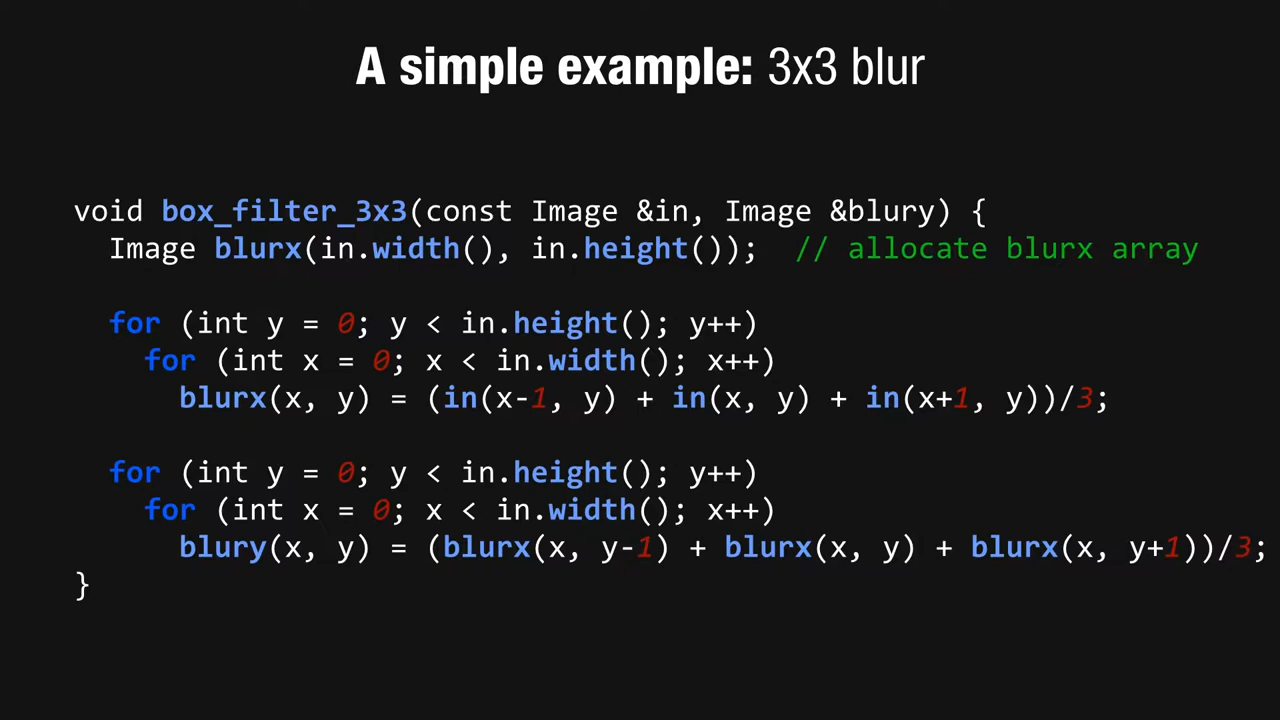 A simple example: 3x3 blur
void box_filter_3x3(const Image &in, Image &blury) {
  Image blurx(in.width(), in.height());  // allocate blurx array
  for (int y = 0; y < in.height(); y++)
    for (int x = 0; x < in.width(); x++)
      blurx(x, y) = (in(x-1, y) + in(x, y) + in(x+1, y))/3;
  for (int y = 0; y < in.height(); y++)
    for (int x = 0; x < in.width(); x++)
      blury(x, y) = (blurx(x, y-1) + blurx(x, y) + blurx(x, y+1))/3;
}